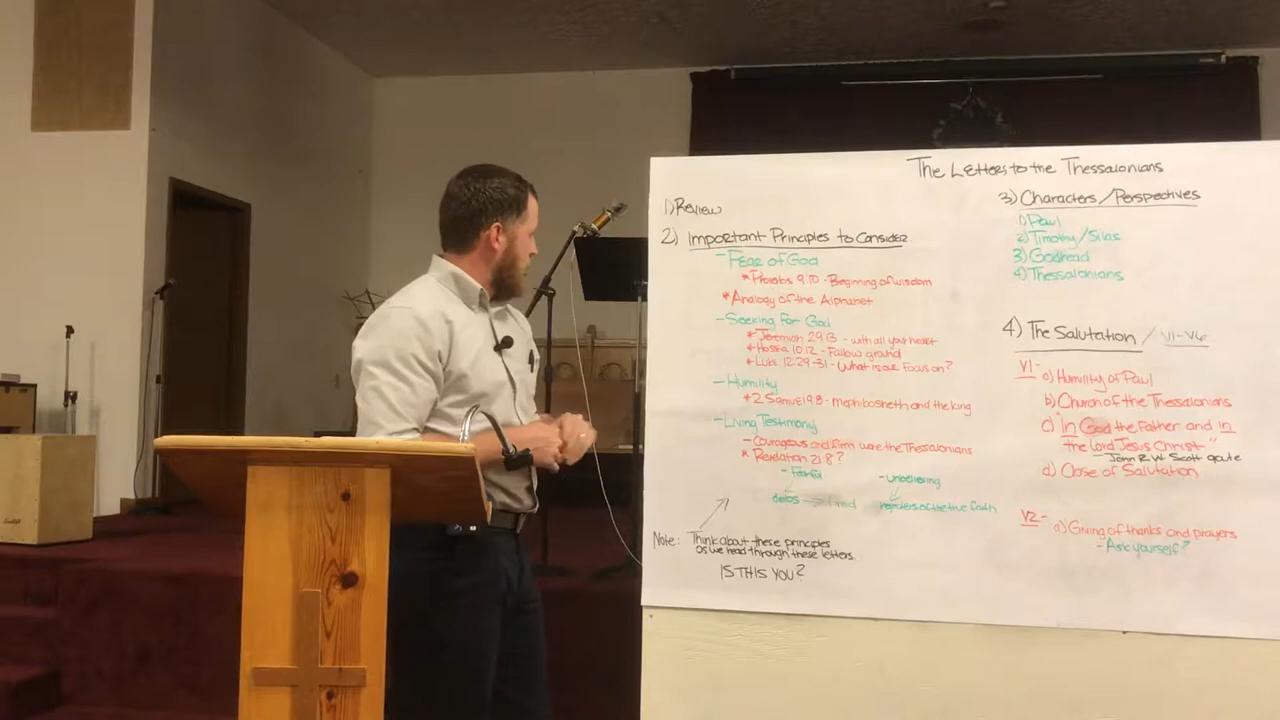 The Letters to the Thessalonians
1) Review
2) Important Principles to Consider
- Fear of God
* Proverbs 9:10 - Beginning of wisdom
* Analogy of the Alphabet
- Seeking for God
* Jeremiah 29:13 - with all your heart
* Hosea 10:12 - Fallow ground
* Luke 12:29-31 - What is our Focus on?
- Humility
* 2 Samuel 9:8 - Mephibosheth and the king
- Living Testimony
- Courageous and firm were the Thessalonians
* Revelation 21:8?
- Fearful
- Unbelieving
delos
rejectors of the true faith
Note: Think about these principles
as we head through these letters.
IS THIS YOU?
3) Characters/Perspectives
1) Paul
2) Timothy/Silas
3) Godhead
4) Thessalonians
4) The Salutation / V1-V6
V1- a) Humility of Paul
b) Church of the Thessalonians
c) "In God the Father and in
the Lord Jesus Christ"
- John R.W. Scott quote
d) Close of Salutation
V2- a) Giving of thanks and prayers
- Ask yourself?